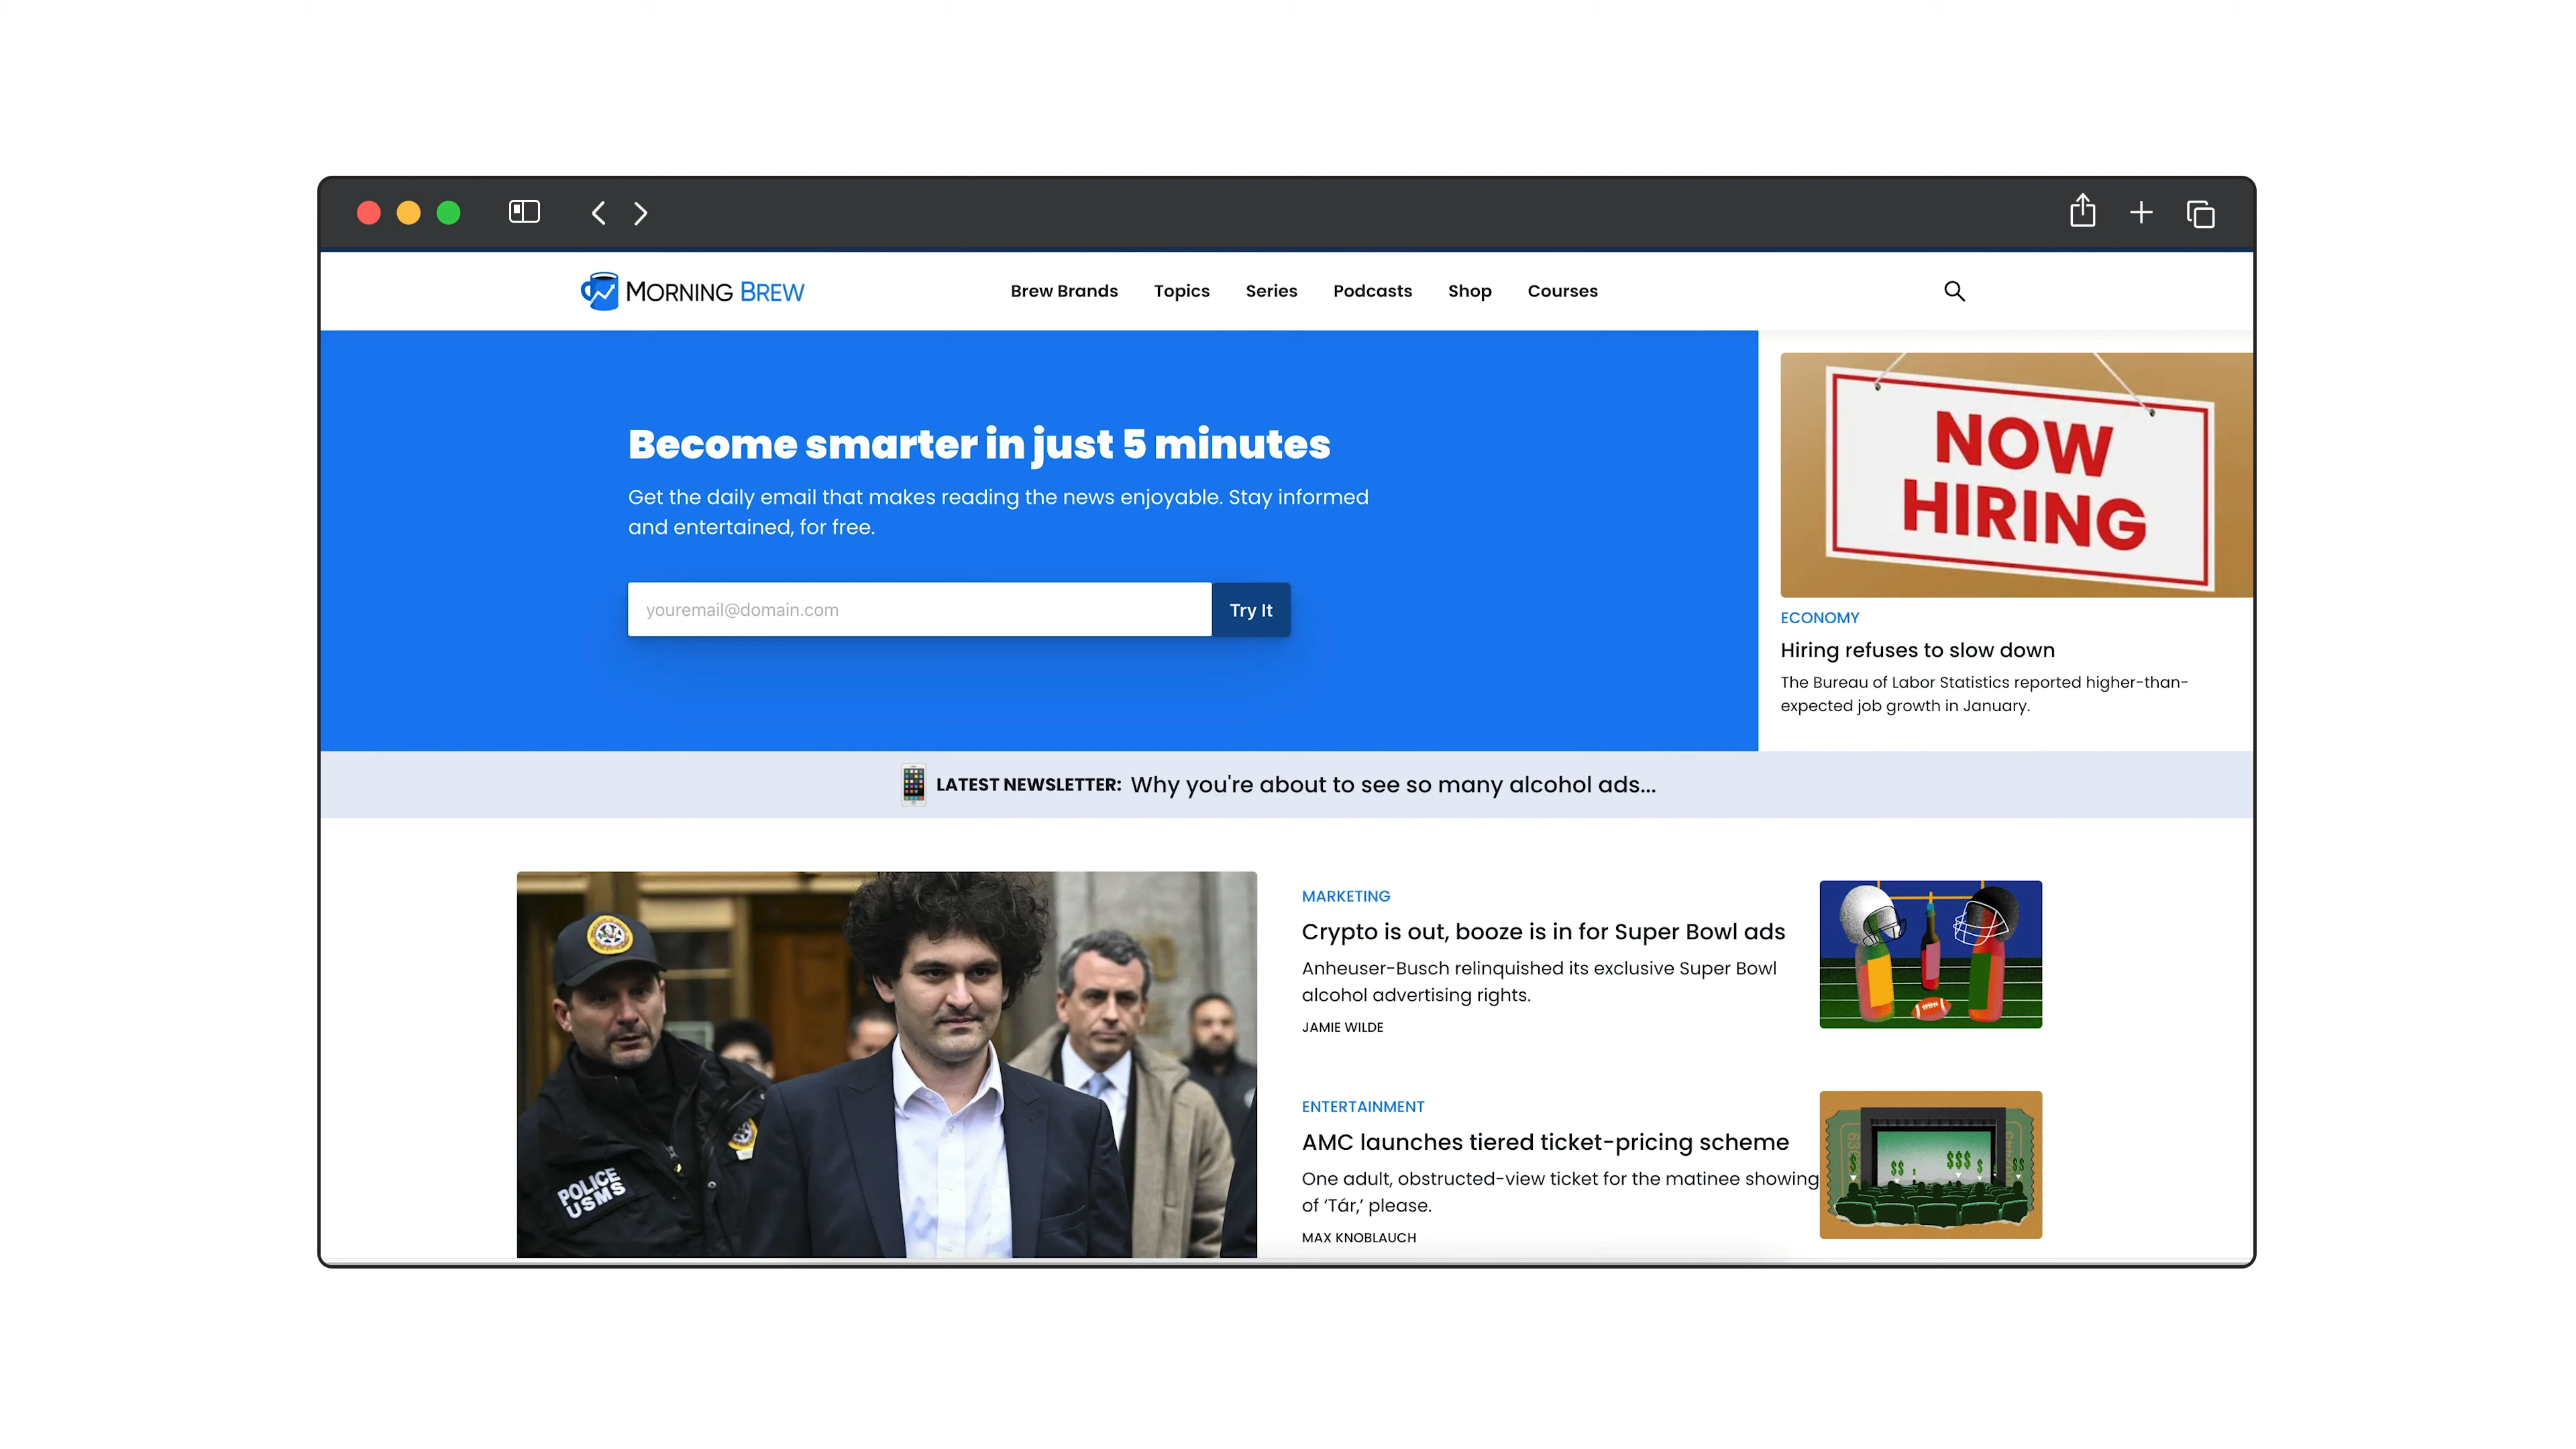 MORNING BREW
Brew Brands
Topics
Series
Podcasts
Shop
Courses
Become smarter in just 5 minutes
Get the daily email that makes reading the news enjoyable. Stay informed
and entertained, for free.
youremail@domain.com
Try It
NOW
HIRING
ECONOMY
Hiring refuses to slow down
The Bureau of Labor Statistics reported higher-than-
expected job growth in January.
LATEST NEWSLETTER: Why you're about to see so many alcohol ads...
POLICE
USMS
MARKETING
Crypto is out, booze is in for Super Bowl ads
Anheuser-Busch relinquished its exclusive Super Bowl
alcohol advertising rights.
JAMIE WILDE
ENTERTAINMENT
AMC launches tiered ticket-pricing scheme
One adult, obstructed-view ticket for the matinee showing
of ‘Tár,’ please.
MAX KNOBLAUCH